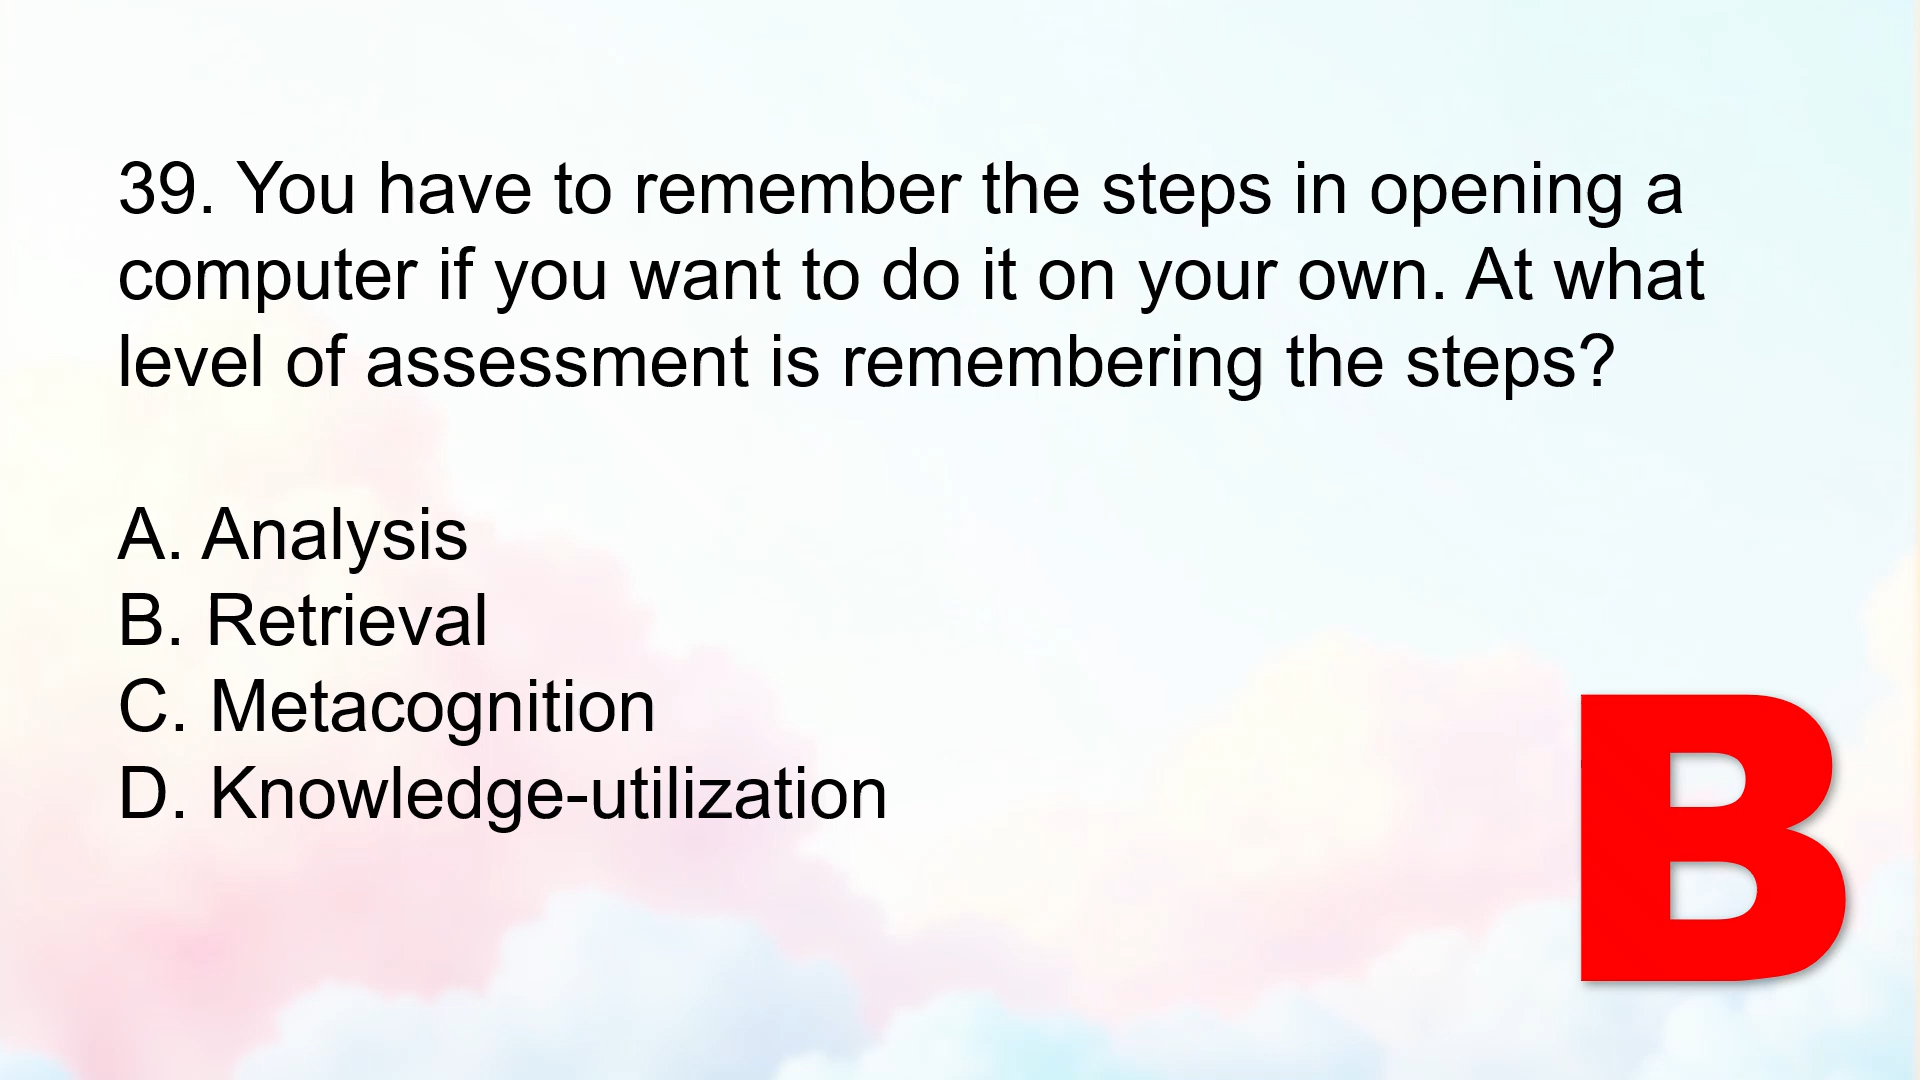 39. You have to remember the steps in opening a
computer if you want to do it on your own. At what
level of assessment is remembering the steps?
A. Analysis
B. Retrieval
C. Metacognition
D. Knowledge-utilization
B